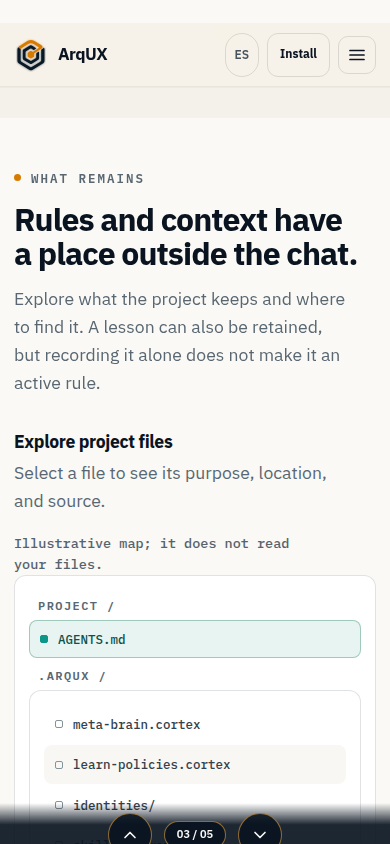 ArqUX
ES
Install
WHAT REMAINS
Rules and context have
a place outside the chat.
Explore what the project keeps and where
to find it. A lesson can also be retained,
but recording it alone does not make it an
active rule.
Explore project files
Select a file to see its purpose, location,
and source.
Illustrative map; it does not read
your files.
PROJECT /
AGENTS.md
.ARQUX /
meta-brain.cortex
learn-policies.cortex
identities/
03 / 05